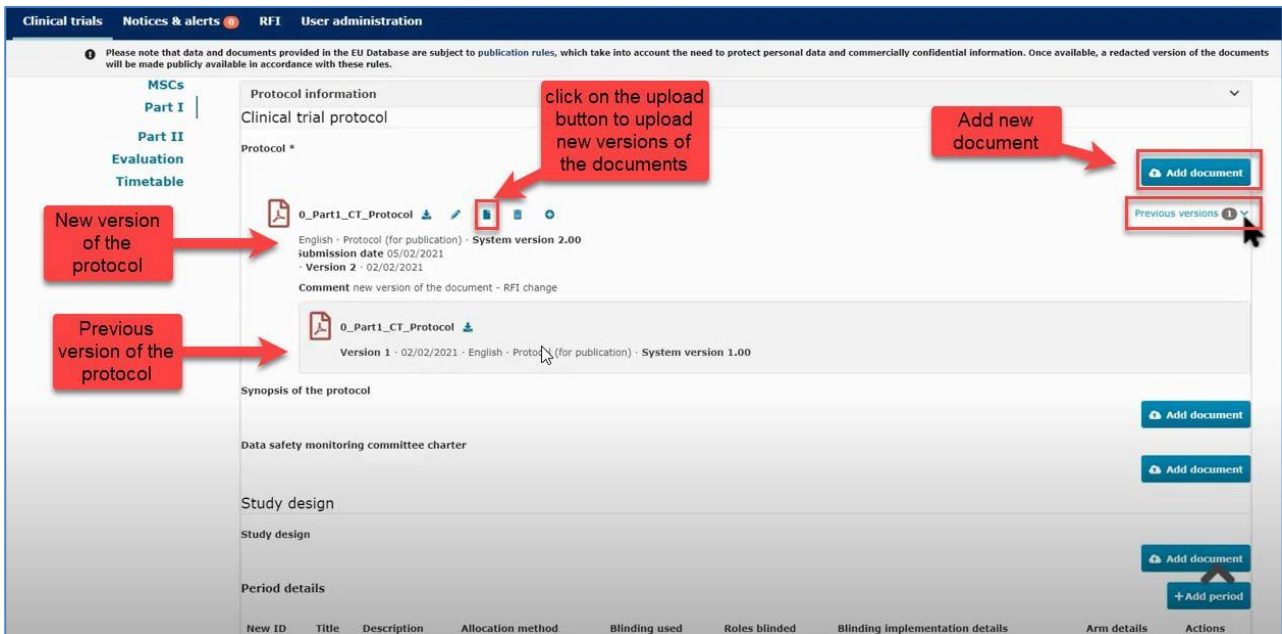 Clinical trials Notices & alerts 0 RFI User administration
Please note that data and documents provided in the EU Database are subject to publication rules, which take into account the need to protect personal data and commercially confidential information. Once available, a redacted version of the documents
will be made publicly available in accordance with these rules.
MSCs
Part I
Part II
Evaluation
Timetable
Protocol information
Clinical trial protocol
Protocol *
click on the upload
button to upload
new versions of
the documents
Add new
document
Add document
New version
of the
protocol
0_Part1_CT_Protocol
Previous versions 1
English · Protocol (for publication) · System version 2.00
Submission date 05/02/2021
· Version 2 · 02/02/2021
Comment new version of the document - RFI change
Previous
version of the
protocol
0_Part1_CT_Protocol
Version 1 · 02/02/2021 · English · Protocol (for publication) · System version 1.00
Synopsis of the protocol
Add document
Data safety monitoring committee charter
Add document
Study design
Study design
Add document
Period details
+Add period
New ID Title Description Allocation method Blinding used Roles blinded Blinding implementation details Arm details Actions